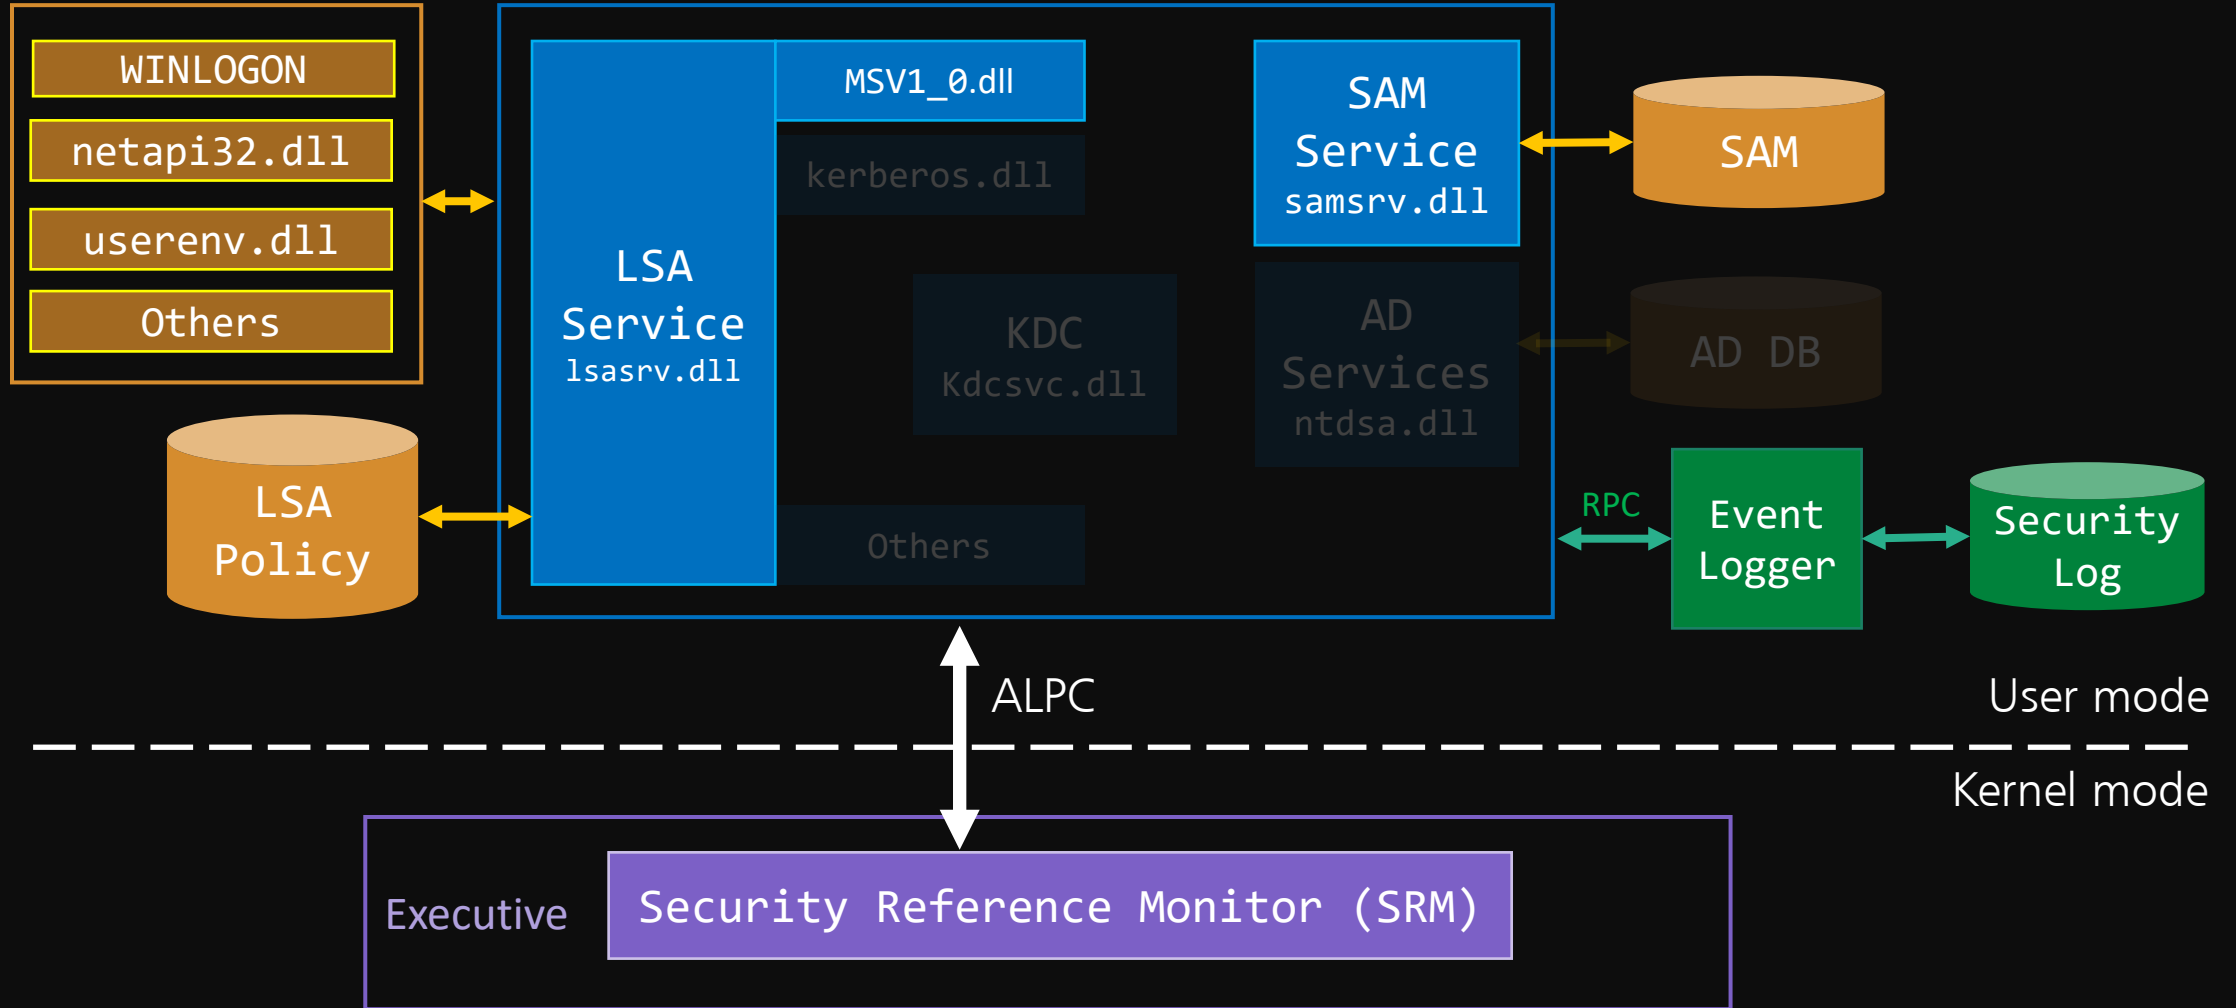 WINLOGON
netapi32.dll
userenv.dll
Others
LSA
Policy
LSA
Service
lsasrv.dll
MSV1_0.dll
kerberos.dll
KDC
Kdcsvc.dll
Others
SAM
Service
samsrv.dll
AD
Services
ntdsa.dll
SAM
AD DB
RPC
Event
Logger
Security
Log
ALPC
User mode
Kernel mode
Executive
Security Reference Monitor (SRM)